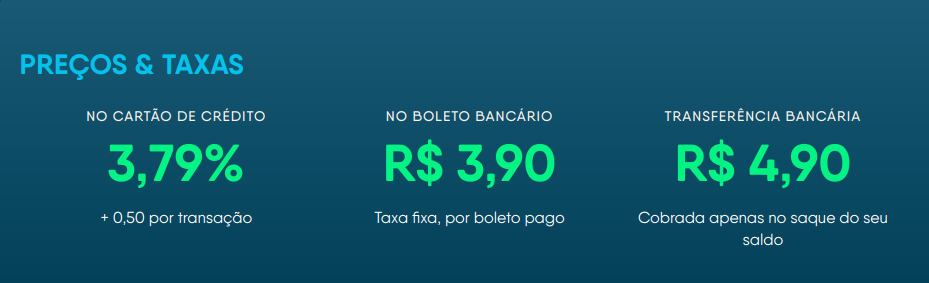 PREÇOS & TAXAS
NO CARTÃO DE CRÉDITO
3,79%
+ 0,50 por transação
NO BOLETO BANCÁRIO
R$ 3,90
Taxa fixa, por boleto pago
TRANSFERÊNCIA BANCÁRIA
R$ 4,90
Cobrada apenas no saque do seu
saldo